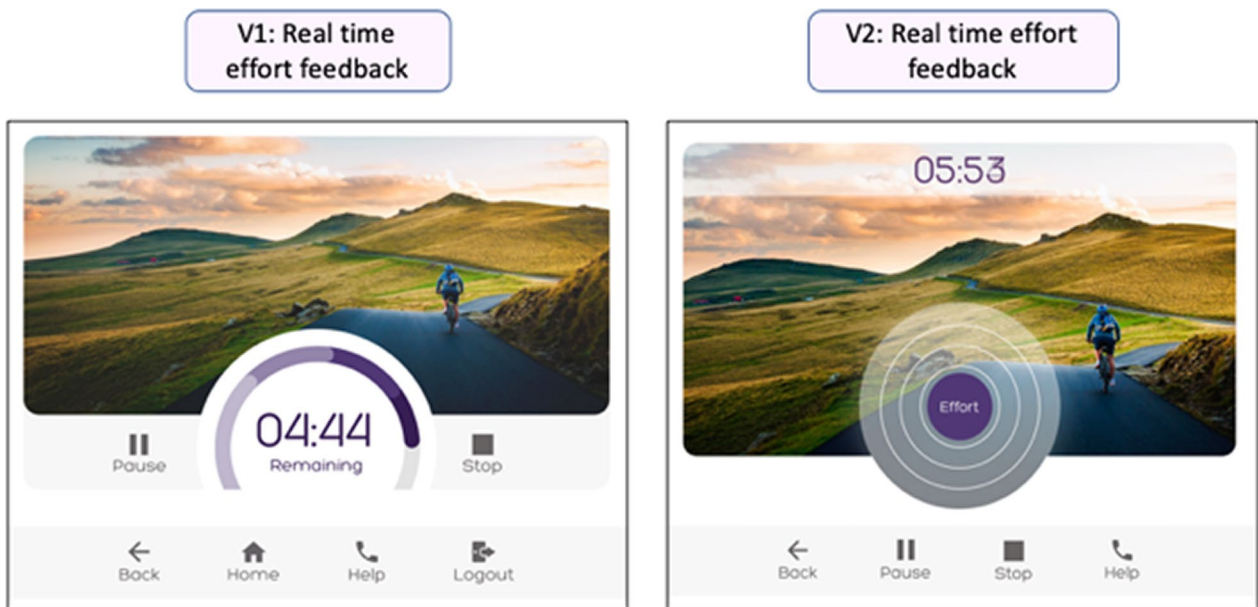 V1: Real time
effort feedback
V2: Real time effort
feedback
04:44
Remaining
Pause
Stop
Back
Home
Help
Logout
05:53
Effort
Back
Pause
Stop
Help